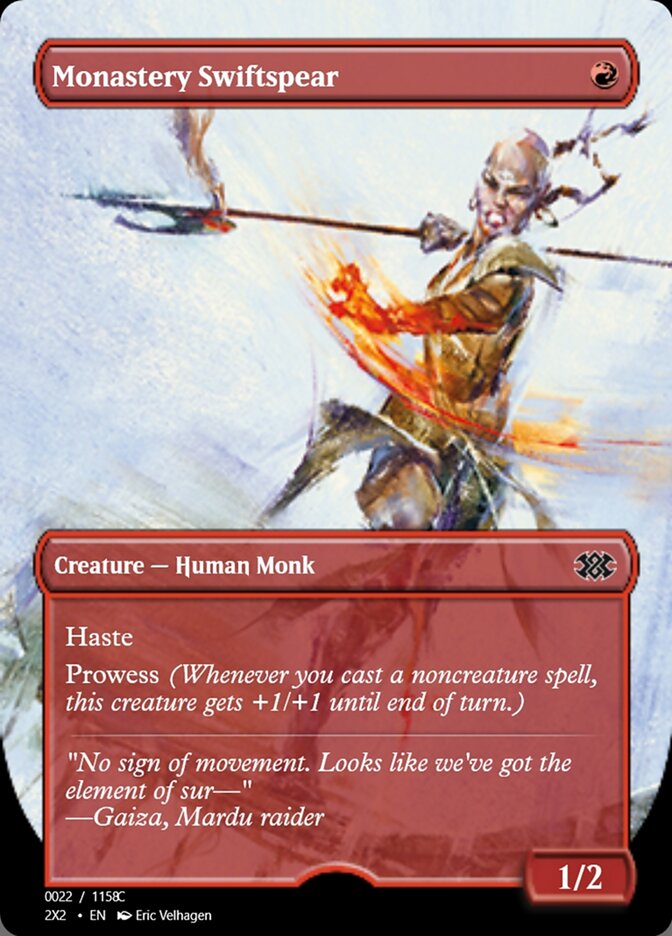 Monastery Swiftspear
Creature — Human Monk
Haste
Prowess (Whenever you cast a noncreature spell,
this creature gets +1/+1 until end of turn.)
"No sign of movement. Looks like we've got the
element of sur—"
—Gaiza, Mardu raider
1/2
0022 / 1158C
2X2 • EN Eric Velhagen